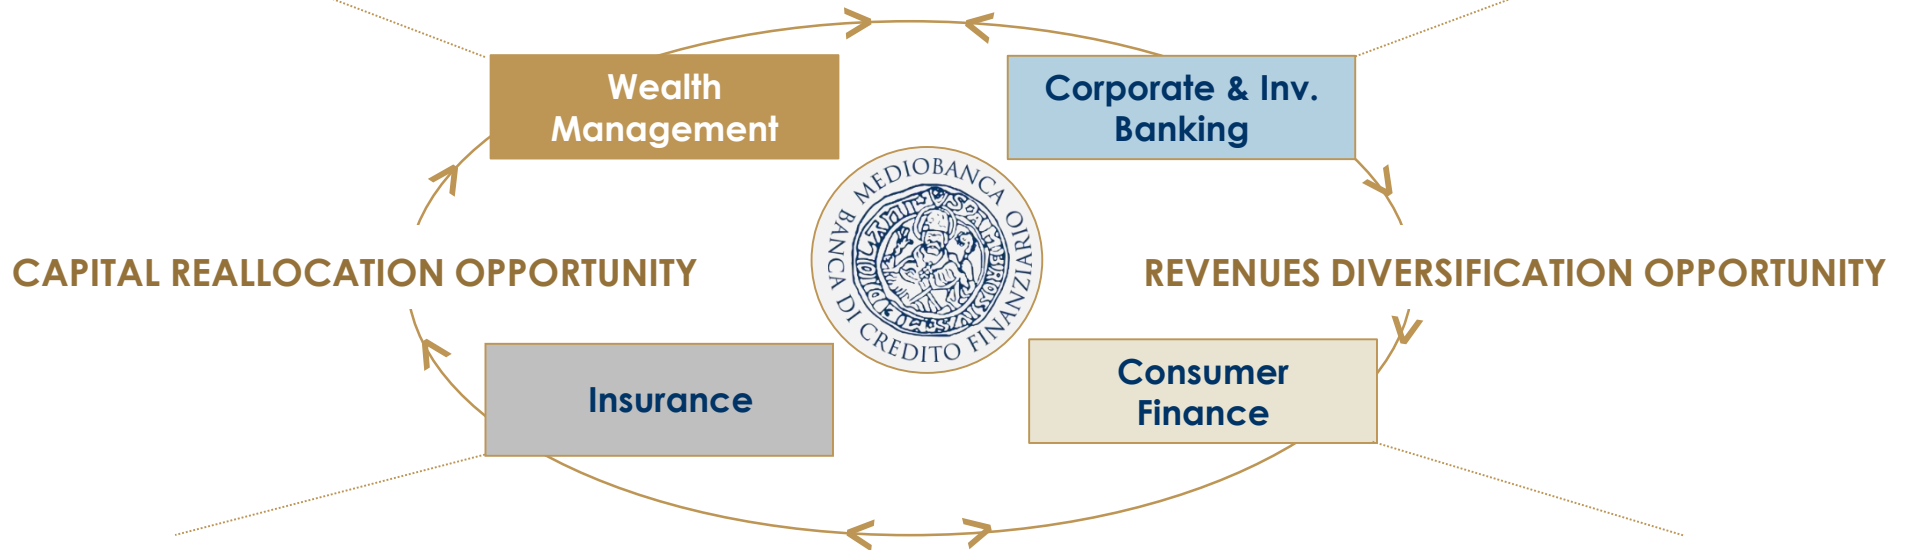 Wealth
Management
Corporate & Inv.
Banking
MEDIOBANCA
BANCA DI CREDITO FINANZIARIO
CAPITAL REALLOCATION OPPORTUNITY
REVENUES DIVERSIFICATION OPPORTUNITY
Insurance
Consumer
Finance